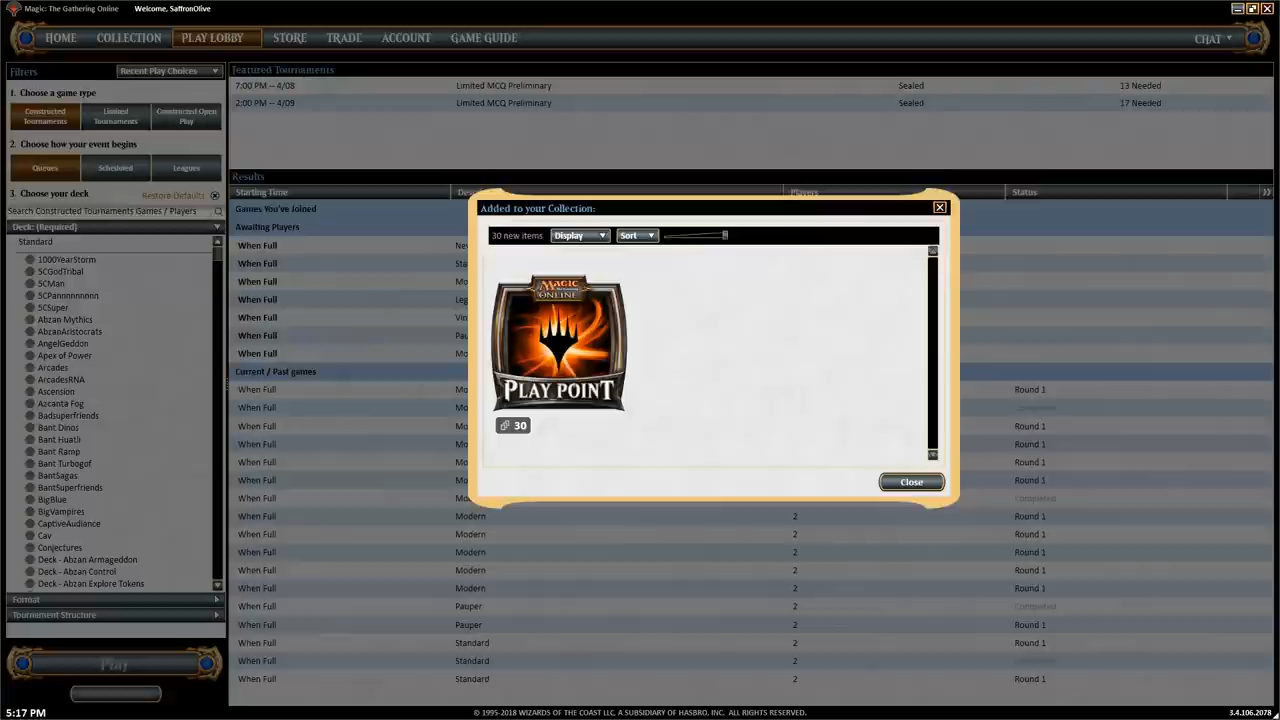 Magic: The Gathering Online Welcome, SaffronOlive
HOME COLLECTION PLAY LOBBY STORE TRADE ACCOUNT GAME GUIDE CHAT
Filters Recent Play Choices
1. Choose a game type
Constructed Tournaments Limited Tournaments Constructed Open Play
2. Choose how your event begins
Queues Scheduled Leagues
3. Choose your deck Restore Defaults
Search Constructed Tournaments Games / Players
Deck: (Required)
Standard
1000YearStorm
5CGodTribal
5CMan
5CPannnnnnnnn
5CSuper
Abzan Mythics
AbzanAristocrats
AngelGeddon
Apex of Power
Arcades
ArcadesRNA
Ascension
Azcanta Fog
Badsuperfriends
Bant Dinos
Bant Huatli
Bant Ramp
Bant Turbogof
BantSagas
BantSuperfriends
BigBlue
BigVampires
CaptiveAudience
Cav
Conjectures
Deck - Abzan Armageddon
Deck - Abzan Control
Deck - Abzan Explore Tokens
Format
Tournament Structure
Play
5:17 PM
Featured Tournaments
7:00 PM -- 4/08 Limited MCQ Preliminary Sealed 13 Needed
2:00 PM -- 4/09 Limited MCQ Preliminary Sealed 17 Needed
Results
Starting Time Players Status
Games You've Joined
Awaiting Players
When Full
When Full
When Full
When Full
When Full
When Full
When Full
Current / Past games
When Full Round 1
When Full Completed
When Full Round 1
When Full Round 1
When Full Round 1
When Full Round 1
When Full Completed
When Full Modern 2 Round 1
When Full Modern 2 Round 1
When Full Modern 2 Round 1
When Full Modern 2 Round 1
When Full Modern 2 Round 1
When Full Pauper 2 Completed
When Full Pauper 2 Round 1
When Full Standard 2 Round 1
When Full Standard 2
When Full Standard 2 Round 1
Added to your Collection:
30 new items Display Sort
MAGIC ONLINE
PLAY POINT
30
Close
© 1995-2018 WIZARDS OF THE COAST LLC, A SUBSIDIARY OF HASBRO, INC. ALL RIGHTS RESERVED.
3.4.106.2078